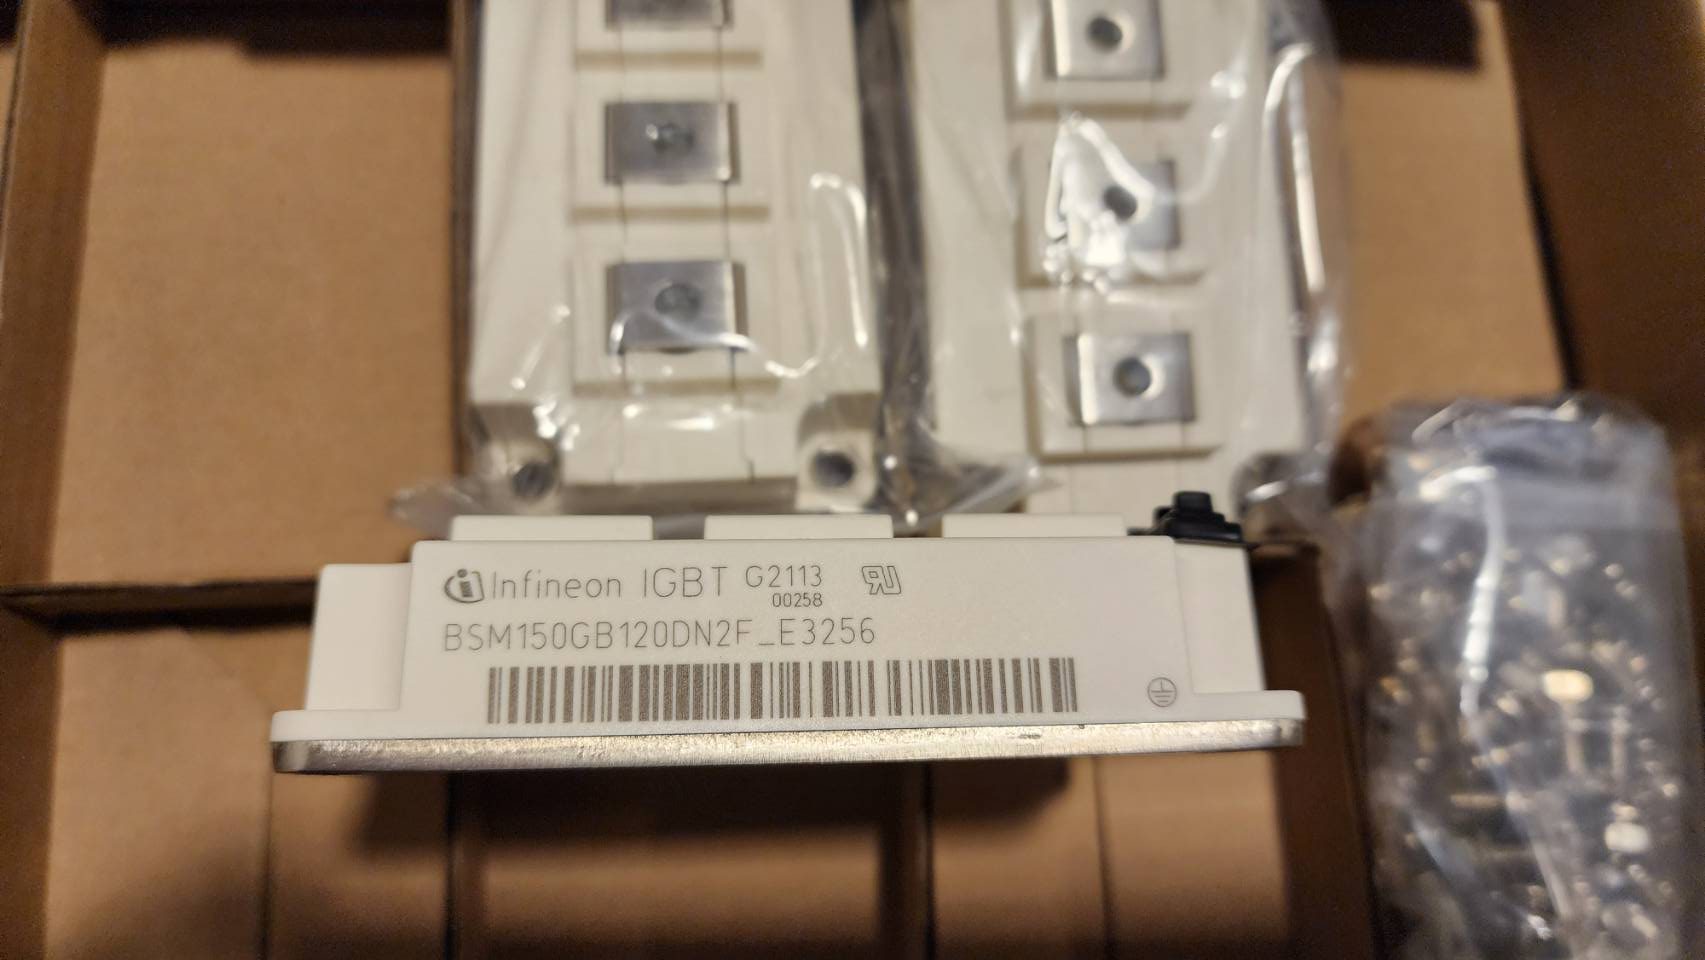 Infineon IGBT G2113
00258
BSM150GB120DN2F_E3256